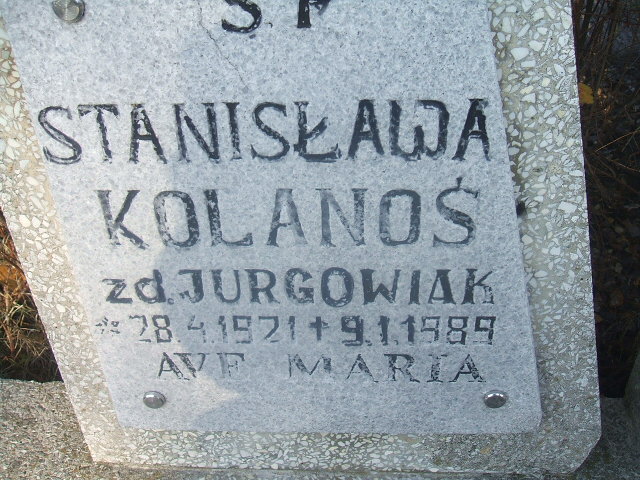 Ś.P
STANISŁAWA
KOLANOŚ
zd. JURGOWIAK
* 28.4.1921 + 9.1.1989
AVE MARIA